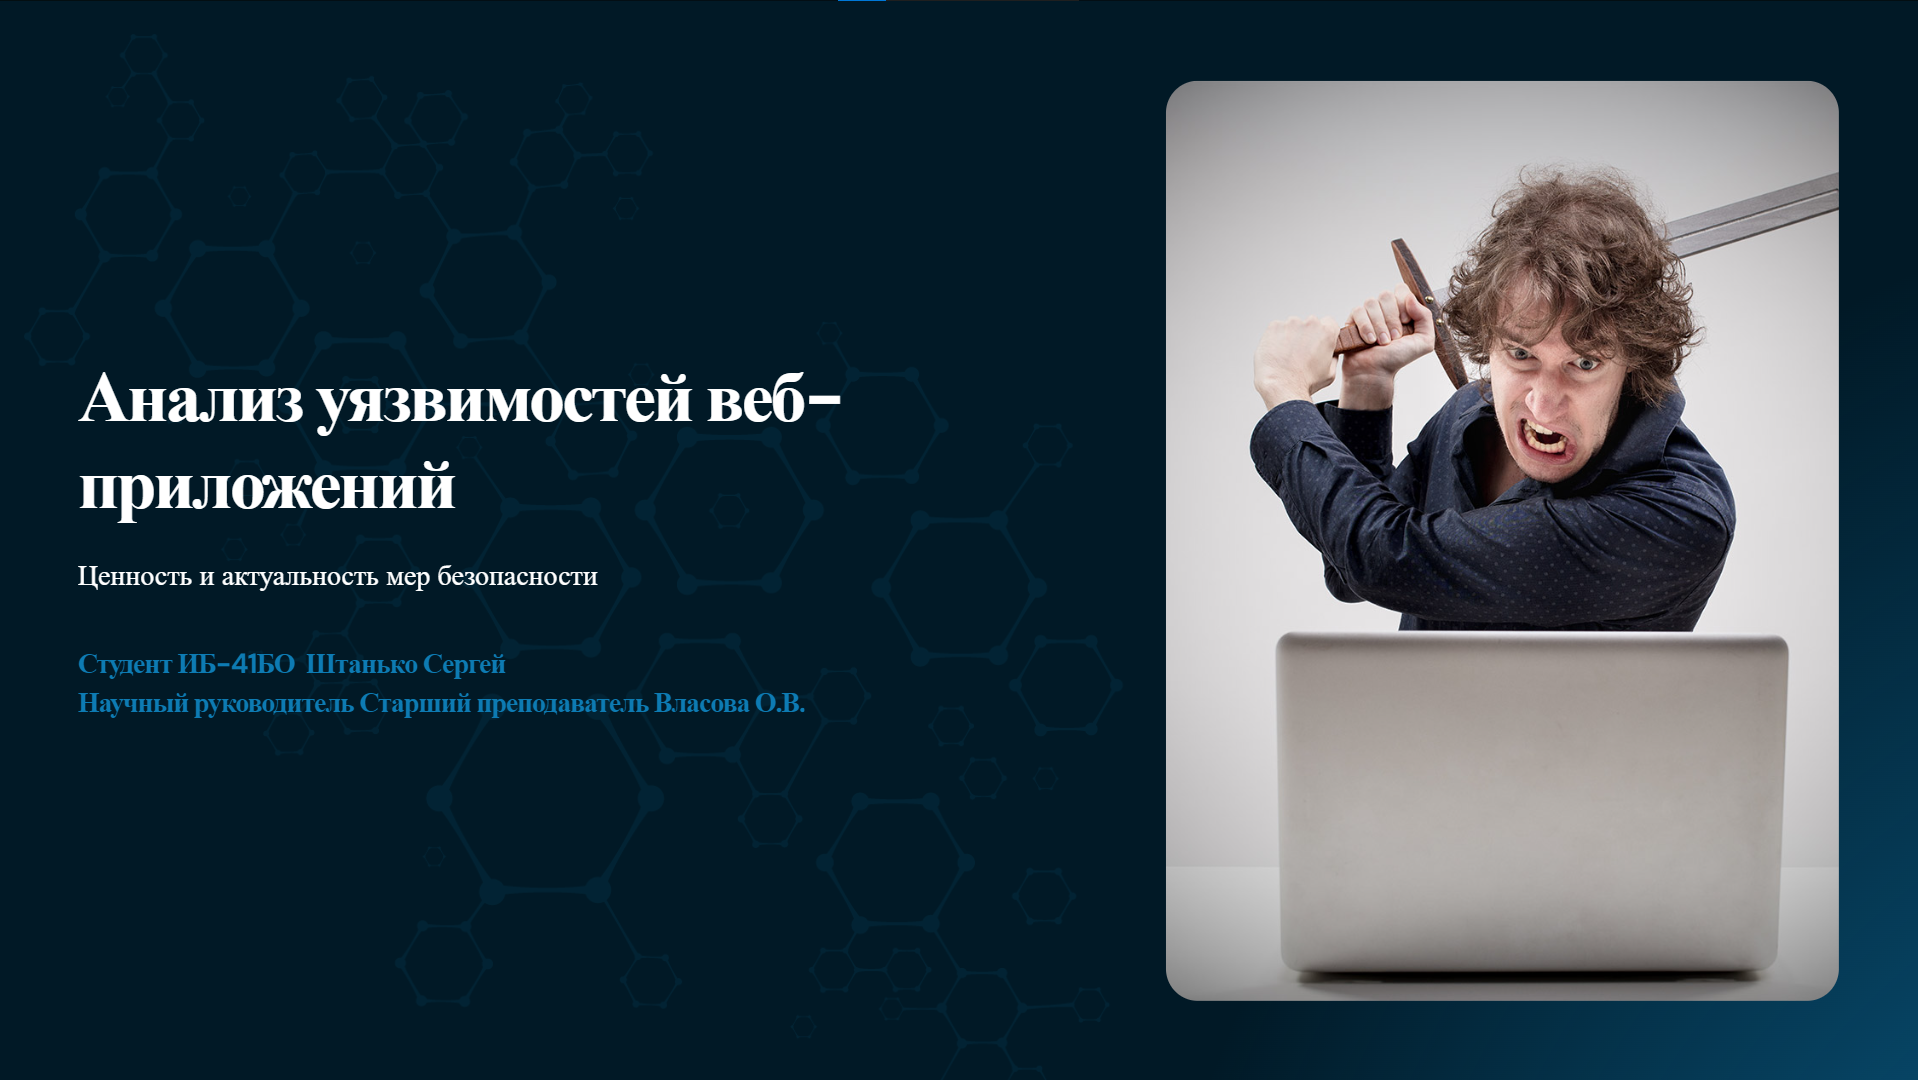 Анализ уязвимостей веб-
приложений
Ценность и актуальность мер безопасности
Студент ИБ-41БО Штанько Сергей
Научный руководитель Старший преподаватель Власова О.В.